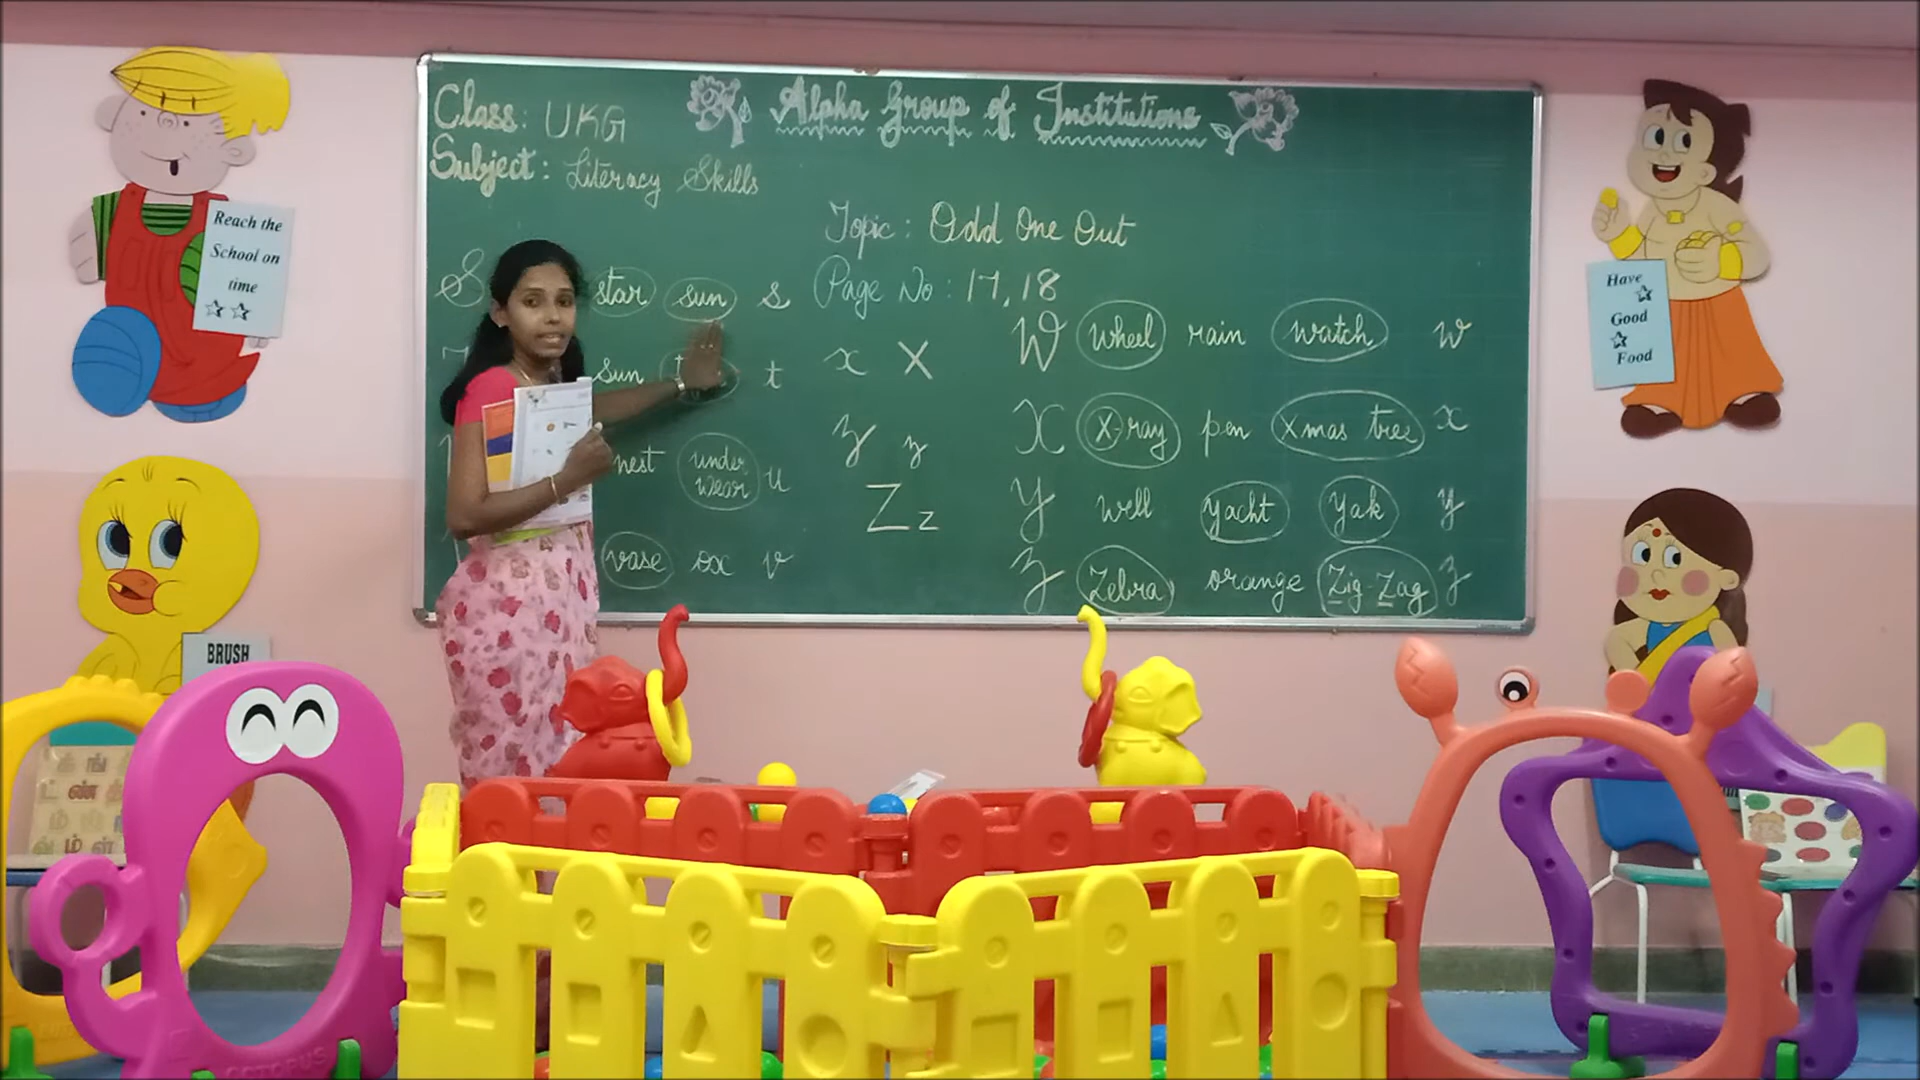 Class: UKG
Alpha Group of Institutions
Subject: Literacy Skills
Topic: Odd One Out
Page No: 17, 18
S star sun s
sun t
nest under wear u
vase ox v
x X
z z
Z z
W wheel rain watch w
X X-ray pen Xmas tree x
Y well yacht Yak y
Z Zebra orange Zig-Zag z
Reach the
School on
time
Have
Good
Food
BRUSH
OCTOPUS